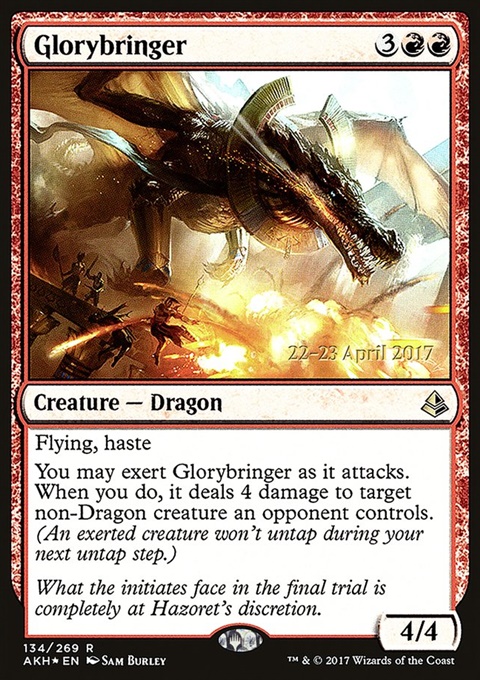 Glorybringer 3
22–23 April 2017
Creature — Dragon
Flying, haste
You may exert Glorybringer as it attacks.
When you do, it deals 4 damage to target
non-Dragon creature an opponent controls.
(An exerted creature won't untap during your
next untap step.)
What the initiates face in the final trial is
completely at Hazoret's discretion.
4/4
134/269 R
AKH★EN Sam Burley
™ & © 2017 Wizards of the Coast